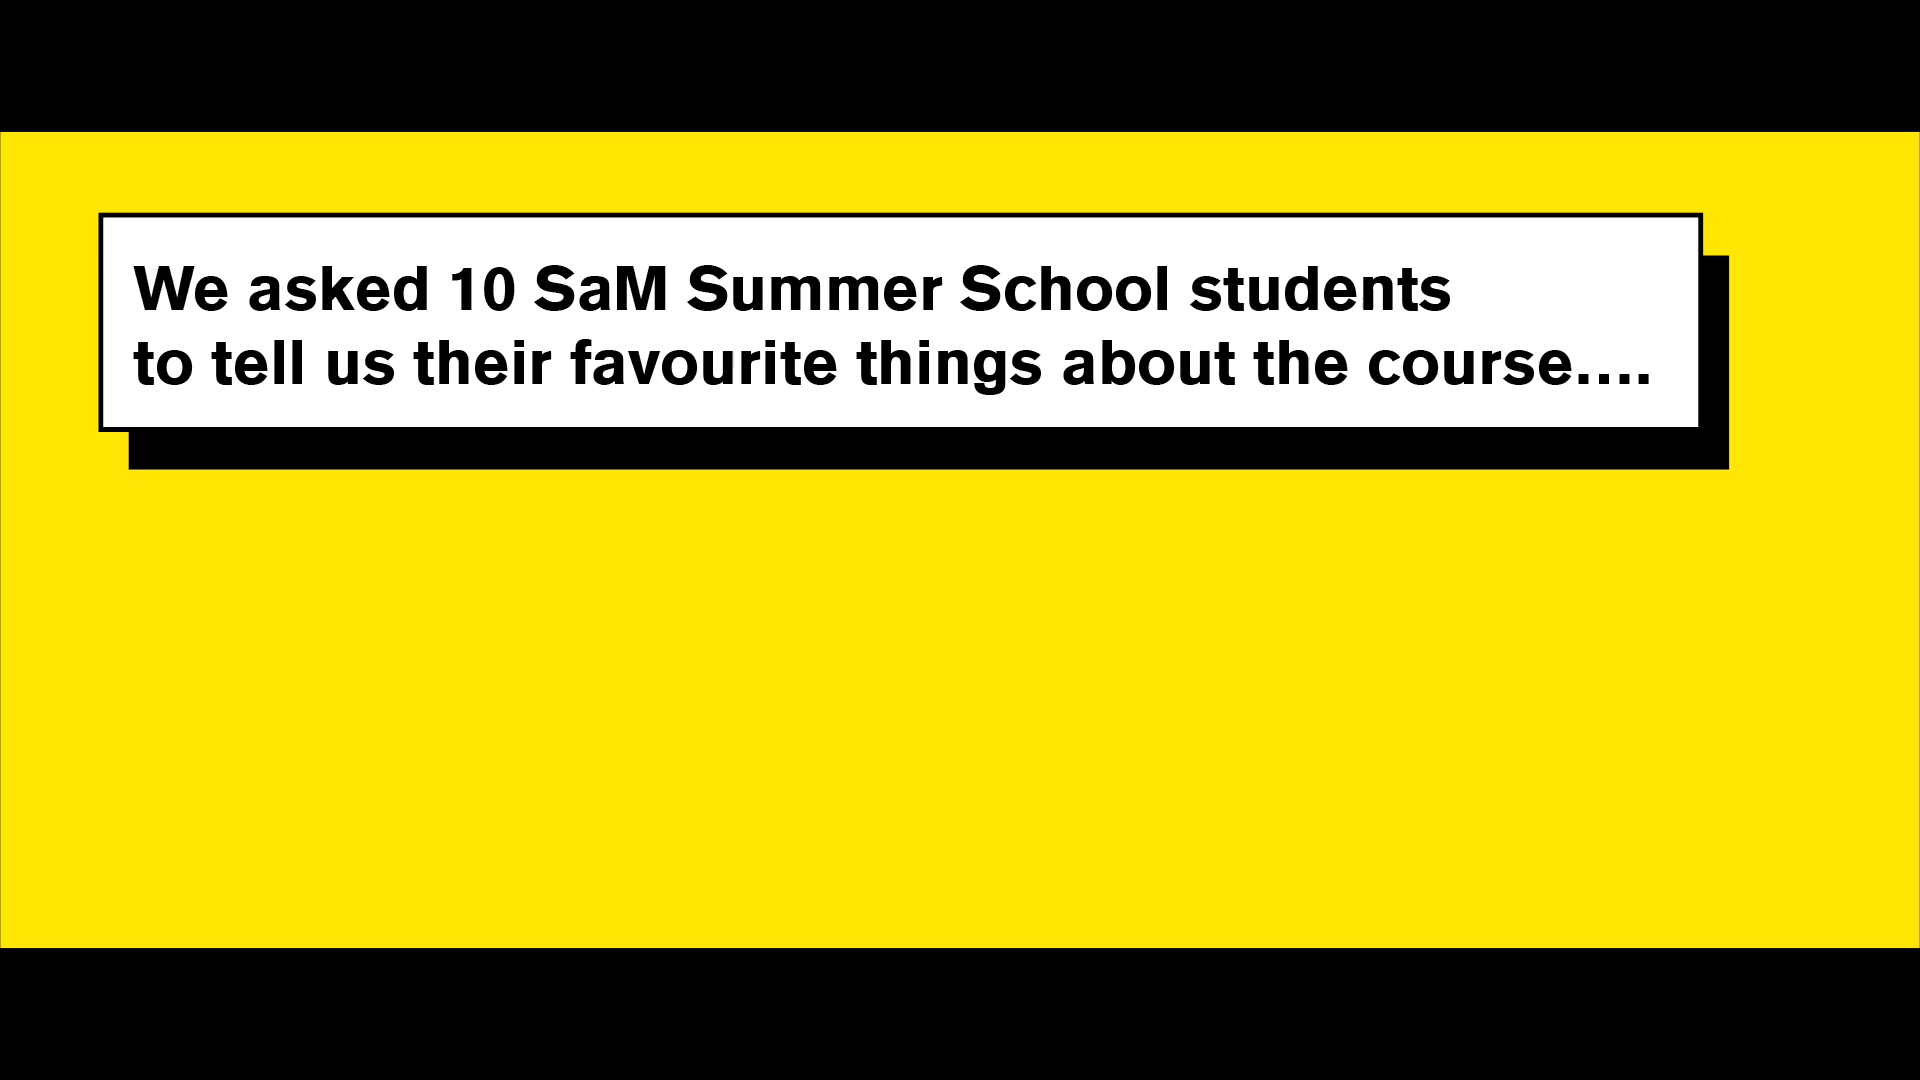 We asked 10 SaM Summer School students
to tell us their favourite things about the course....